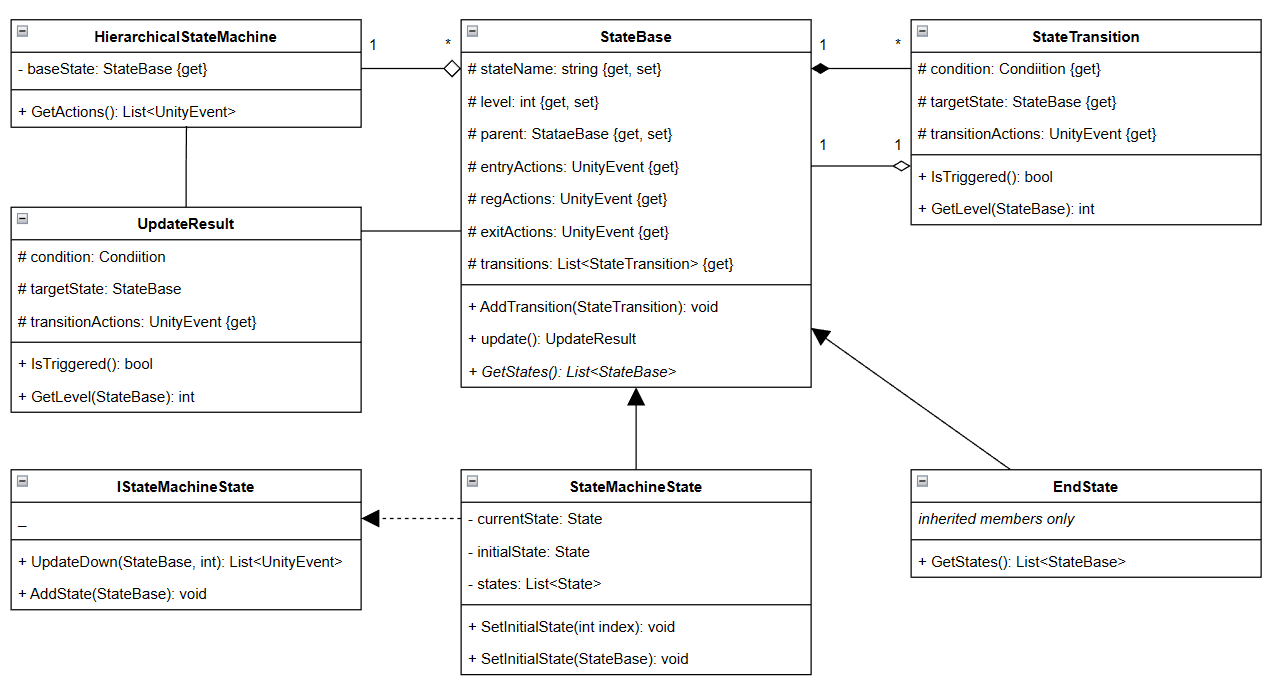 HierarchicalStateMachine
- baseState: StateBase {get}
+ GetActions(): List<UnityEvent>
1
*
StateBase
# stateName: string {get, set}
# level: int {get, set}
# parent: StataeBase {get, set}
# entryActions: UnityEvent {get}
# regActions: UnityEvent {get}
# exitActions: UnityEvent {get}
# transitions: List<StateTransition> {get}
+ AddTransition(StateTransition): void
+ update(): UpdateResult
+ GetStates(): List<StateBase>
1
*
1
1
StateTransition
# condition: Condiition {get}
# targetState: StateBase {get}
# transitionActions: UnityEvent {get}
+ IsTriggered(): bool
+ GetLevel(StateBase): int
UpdateResult
# condition: Condiition
# targetState: StateBase
# transitionActions: UnityEvent {get}
+ IsTriggered(): bool
+ GetLevel(StateBase): int
IStateMachineState
_
+ UpdateDown(StateBase, int): List<UnityEvent>
+ AddState(StateBase): void
StateMachineState
- currentState: State
- initialState: State
- states: List<State>
+ SetInitialState(int index): void
+ SetInitialState(StateBase): void
EndState
inherited members only
+ GetStates(): List<StateBase>